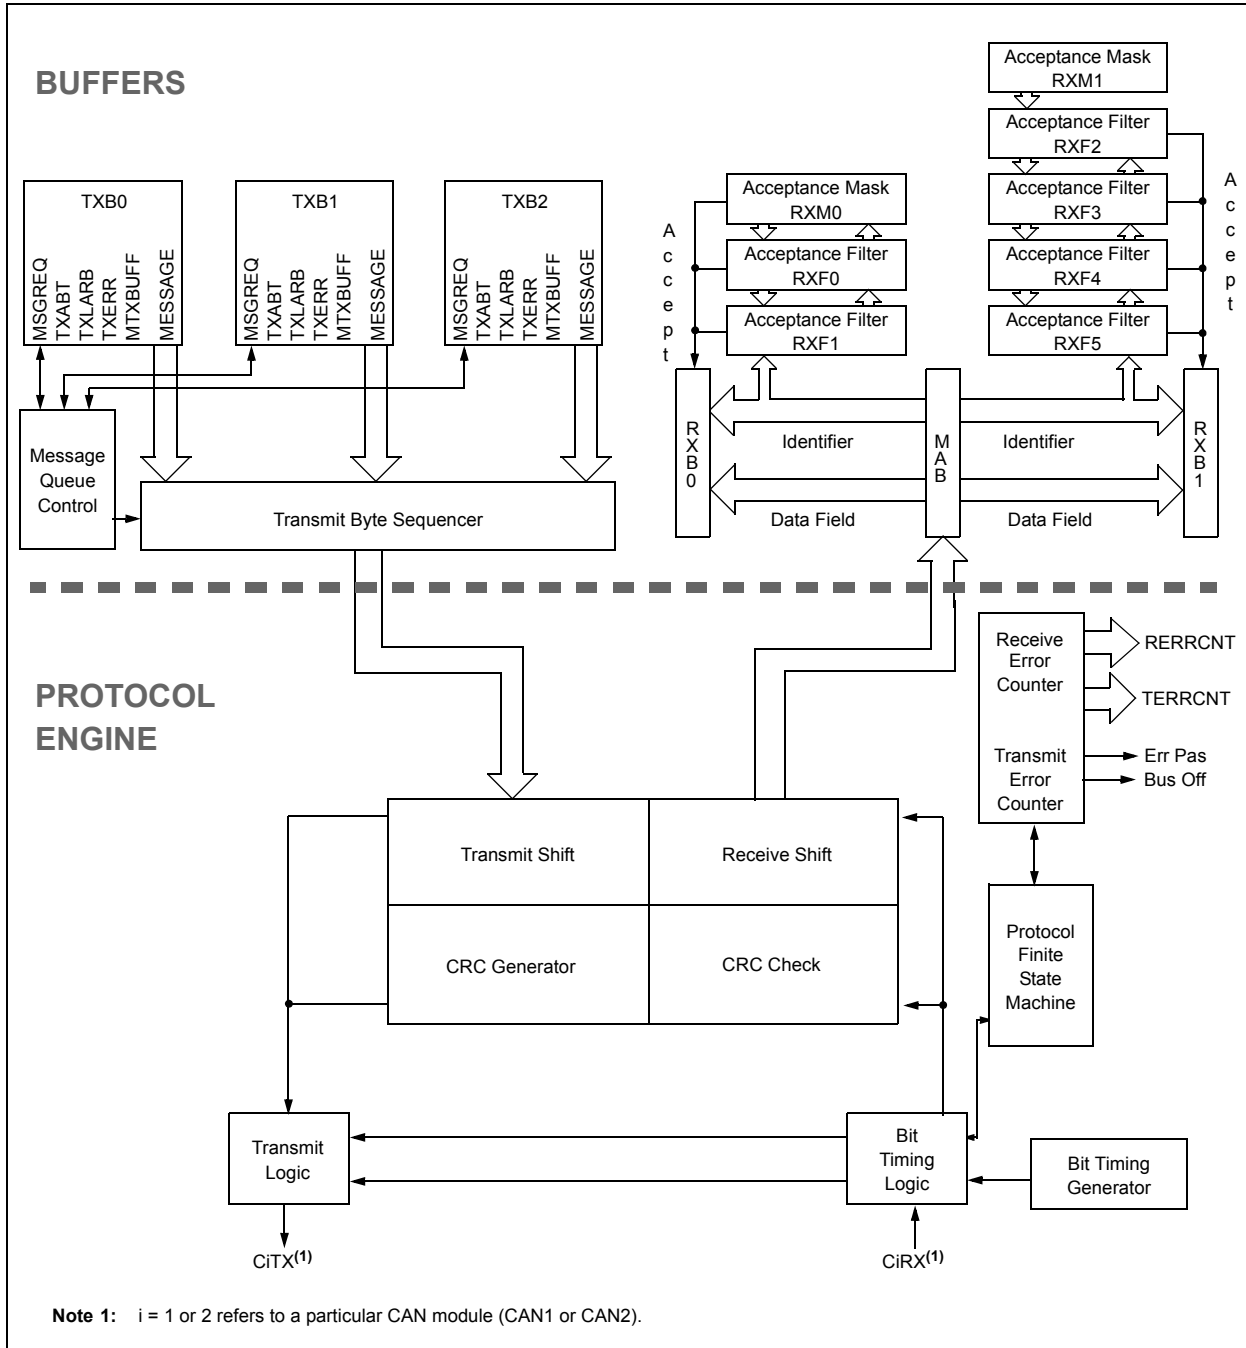 BUFFERS
Acceptance Mask
RXM1
Acceptance Filter
RXF2
Acceptance Filter
RXF3
Acceptance Filter
RXF4
Acceptance Filter
RXF5
Accept
Acceptance Mask
RXM0
Acceptance Filter
RXF0
Acceptance Filter
RXF1
Accept
TXB0
MSGREQ
TXABT
TXLARB
TXERR
MTXBUFF
MESSAGE
TXB1
MSGREQ
TXABT
TXLARB
TXERR
MTXBUFF
MESSAGE
TXB2
MSGREQ
TXABT
TXLARB
TXERR
MTXBUFF
MESSAGE
Message
Queue
Control
Transmit Byte Sequencer
RXB0
Identifier
Data Field
MAB
Identifier
Data Field
RXB1
PROTOCOL
ENGINE
Receive
Error
Counter
Transmit
Error
Counter
RERRCNT
TERRCNT
Err Pas
Bus Off
Transmit Shift
Receive Shift
CRC Generator
CRC Check
Protocol
Finite
State
Machine
Transmit
Logic
Bit
Timing
Logic
Bit Timing
Generator
CiTX(1)
CiRX(1)
Note 1: i = 1 or 2 refers to a particular CAN module (CAN1 or CAN2).